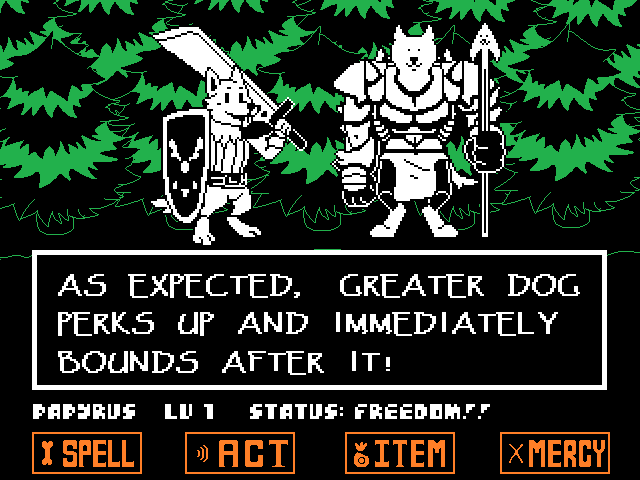 AS EXPECTED, GREATER DOG
PERKS UP AND IMMEDIATELY
BOUNDS AFTER IT!
PAPYRUS LV 1 STATUS: FREEDOM!!
SPELL ACT ITEM MERCY